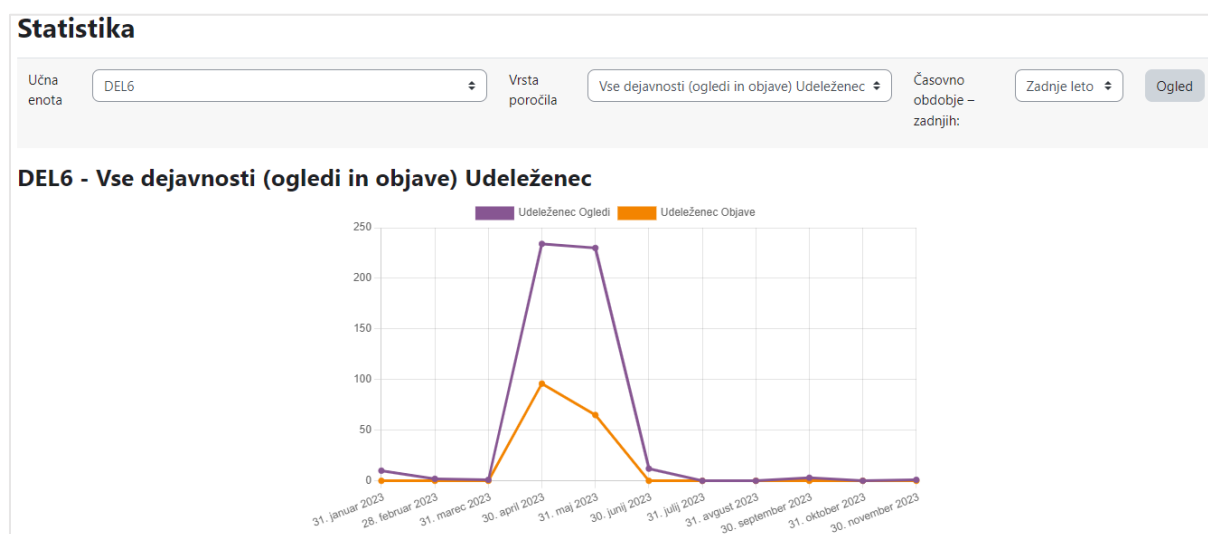 Statistika
Učna enota
DEL6
Vrsta poročila
Vse dejavnosti (ogledi in objave) Udeleženec
Časovno obdobje – zadnjih:
Zadnje leto
Ogled
DEL6 - Vse dejavnosti (ogledi in objave) Udeleženec
Udeleženec Ogledi
Udeleženec Objave
250
200
150
100
50
0
31. januar 2023
28. februar 2023
31. marec 2023
30. april 2023
31. maj 2023
30. junij 2023
31. julij 2023
31. avgust 2023
30. september 2023
31. oktober 2023
30. november 2023